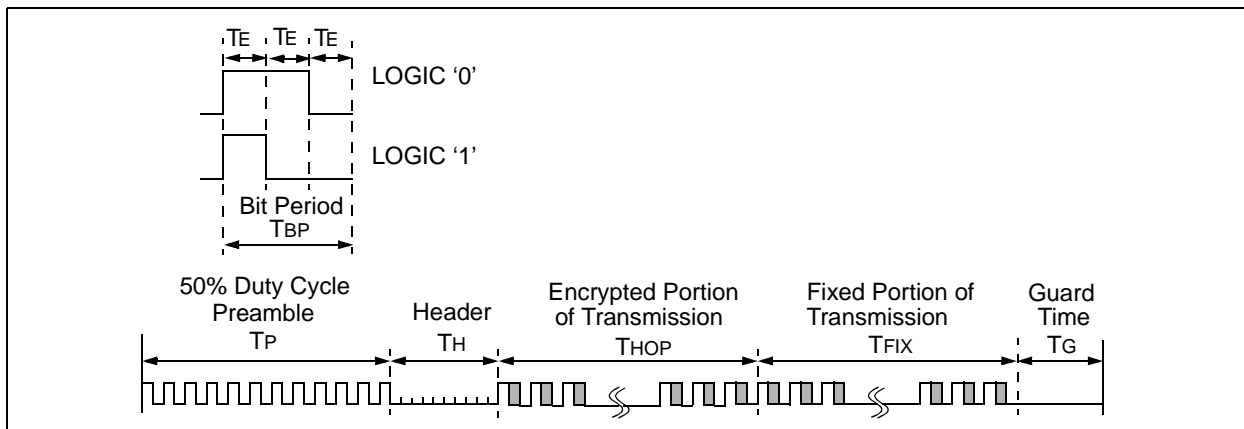 TE TE TE
LOGIC ‘0’
LOGIC ‘1’
Bit Period
TBP
50% Duty Cycle
Preamble
TP
Header
TH
Encrypted Portion
of Transmission
THOP
Fixed Portion of
Transmission
TFIX
Guard
Time
TG